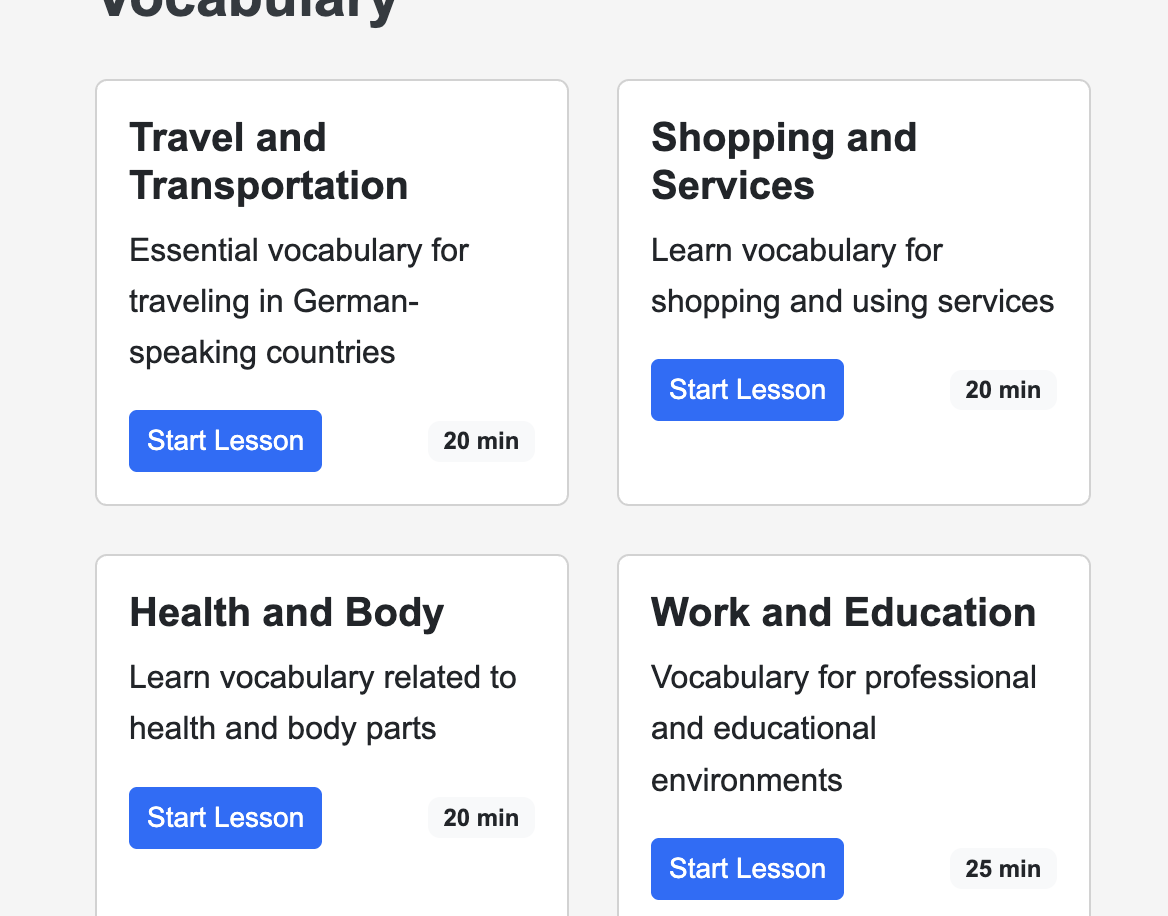 Vocabulary
Travel and
Transportation
Essential vocabulary for
traveling in German-
speaking countries
Start Lesson
20 min
Shopping and
Services
Learn vocabulary for
shopping and using services
Start Lesson
20 min
Health and Body
Learn vocabulary related to
health and body parts
Start Lesson
20 min
Work and Education
Vocabulary for professional
and educational
environments
Start Lesson
25 min